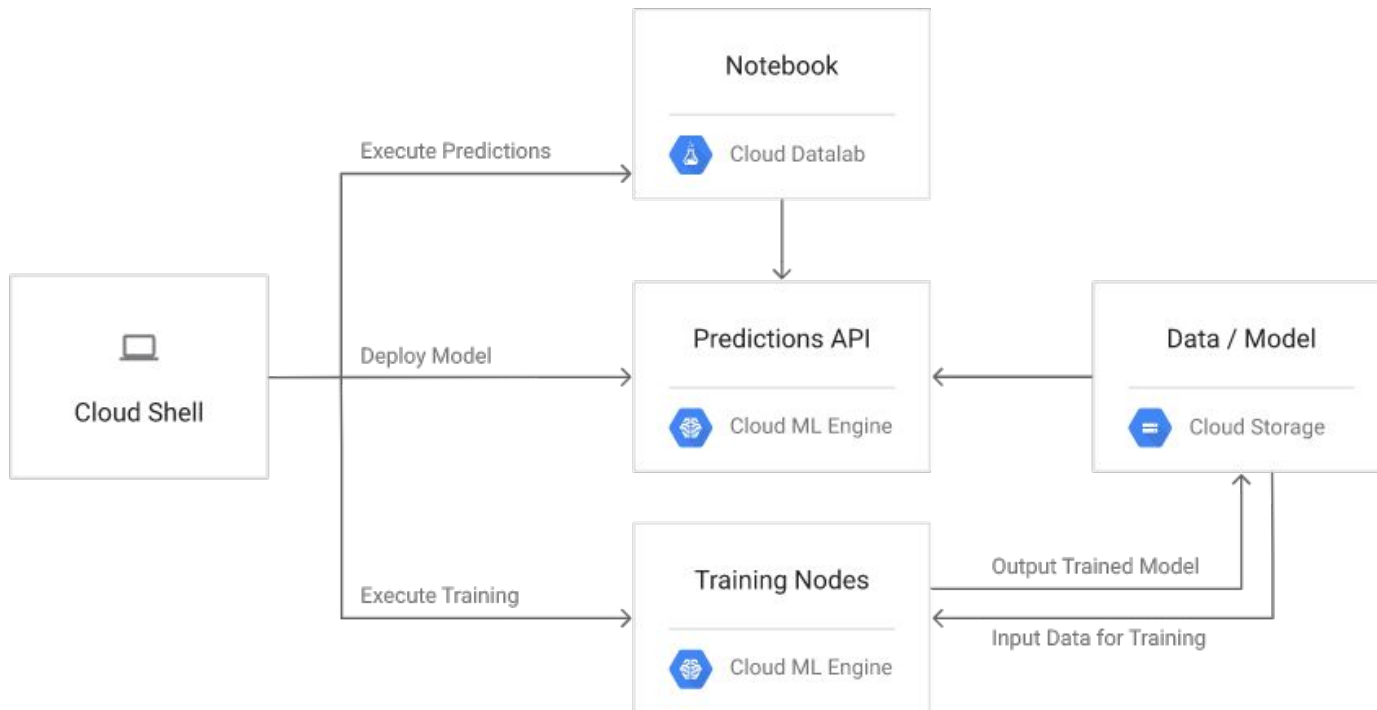 Notebook
Cloud Datalab
Execute Predictions
Cloud Shell
Deploy Model
Predictions API
Cloud ML Engine
Data / Model
Cloud Storage
Execute Training
Training Nodes
Cloud ML Engine
Output Trained Model
Input Data for Training